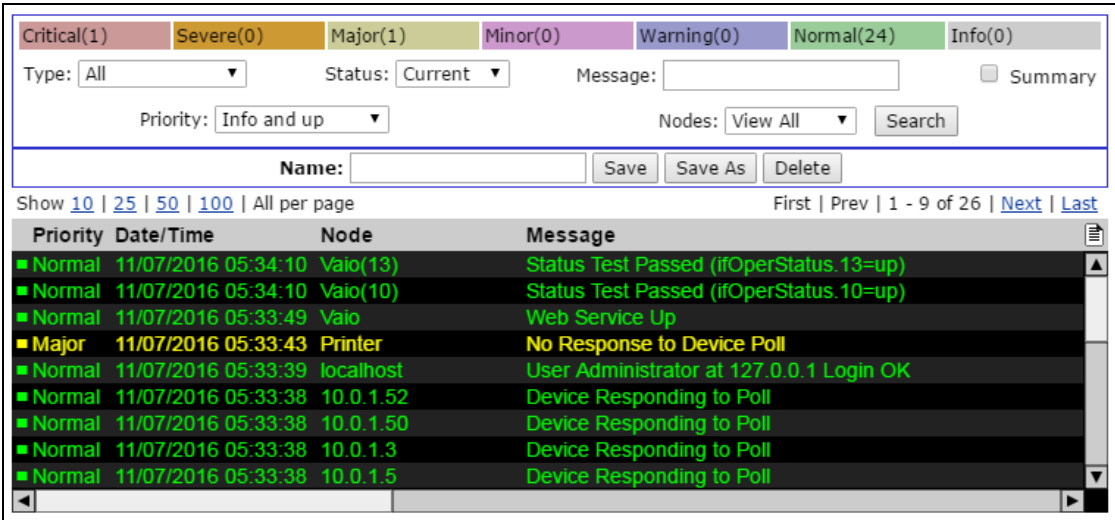 Critical(1) Severe(0) Major(1) Minor(0) Warning(0) Normal(24) Info(0)
Type: All Status: Current Message: Summary
Priority: Info and up Nodes: View All Search
Name: Save Save As Delete
Show 10 | 25 | 50 | 100 | All per page First | Prev | 1 - 9 of 26 | Next | Last
Priority Date/Time Node Message
Normal 11/07/2016 05:34:10 Vaio(13) Status Test Passed (ifOperStatus.13=up)
Normal 11/07/2016 05:34:10 Vaio(10) Status Test Passed (ifOperStatus.10=up)
Normal 11/07/2016 05:33:49 Vaio Web Service Up
Major 11/07/2016 05:33:43 Printer No Response to Device Poll
Normal 11/07/2016 05:33:39 localhost User Administrator at 127.0.0.1 Login OK
Normal 11/07/2016 05:33:38 10.0.1.52 Device Responding to Poll
Normal 11/07/2016 05:33:38 10.0.1.50 Device Responding to Poll
Normal 11/07/2016 05:33:38 10.0.1.3 Device Responding to Poll
Normal 11/07/2016 05:33:38 10.0.1.5 Device Responding to Poll